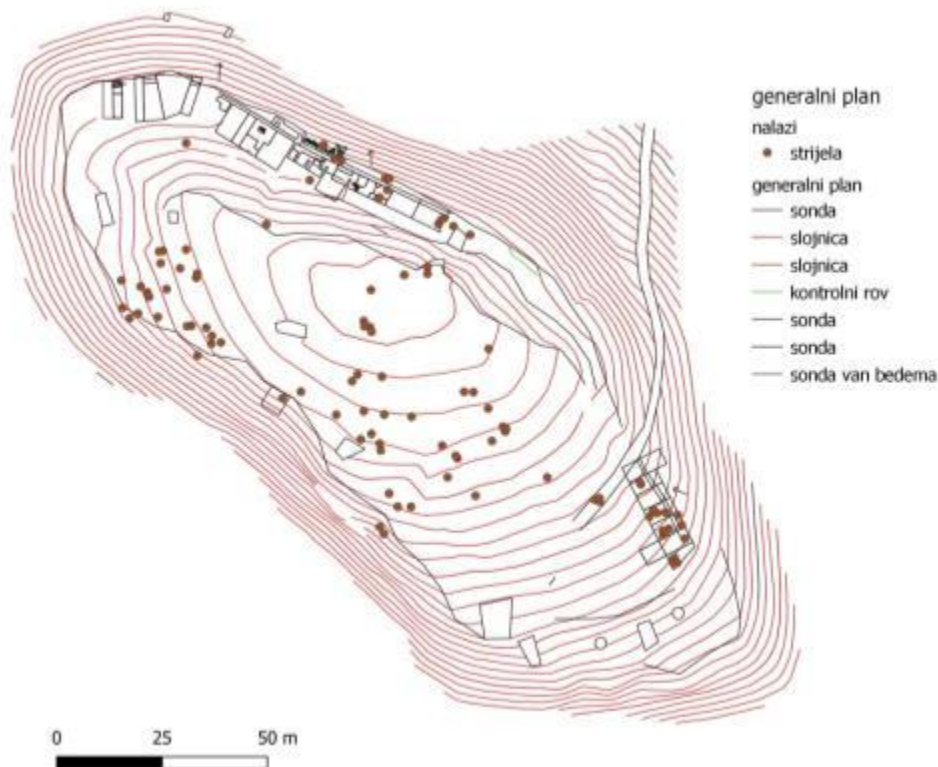 generalni plan
nalazi
strijela
generalni plan
sonda
slojnica
slojnica
kontrolni rov
sonda
sonda
sonda van bedema
0 25 50 m